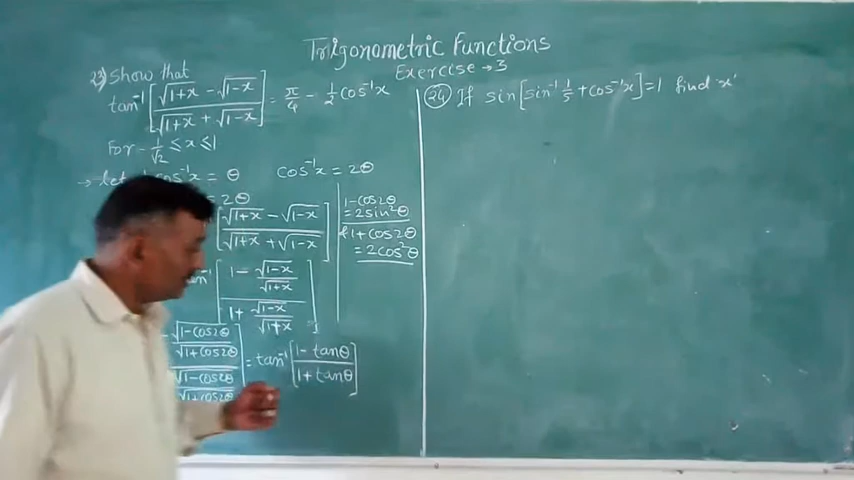 Trigonometric Functions
Exercise → 3
23) Show that
tan⁻¹[(√(1+x) - √(1-x))/(√(1+x) + √(1-x))] = π/4 - 1/2 cos⁻¹x
For - 1/√2 ≤ x ≤ 1
→ let cos⁻¹x = θ cos⁻¹x = 2θ
2θ
[(√(1+x) - √(1-x))/(√(1+x) + √(1-x))]
[(1 - √(1-x)/√(1+x))/(1 + √(1-x)/√(1+x))]
√(1-cos2θ)/√(1+cos2θ)
√(1-cos2θ)/√(1+cos2θ)
= tan⁻¹[(1 - tanθ)/(1 + tanθ)]
1-cos2θ
= 2sin²θ
& 1+cos2θ
= 2cos²θ
(24) If sin[sin⁻¹ 1/5 + cos⁻¹x] = 1 find 'x'